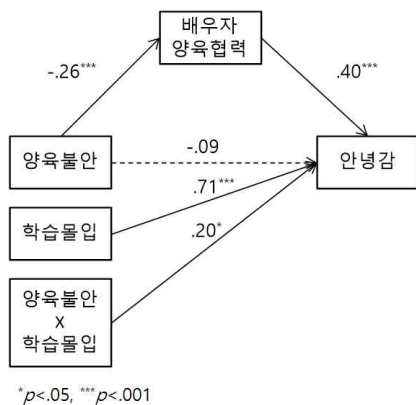 배우자
양육협력
-.26***
.40***
양육불안
-.09
안녕감
.71***
학습몰입
.20*
양육불안
x
학습몰입
*p<.05, ***p<.001